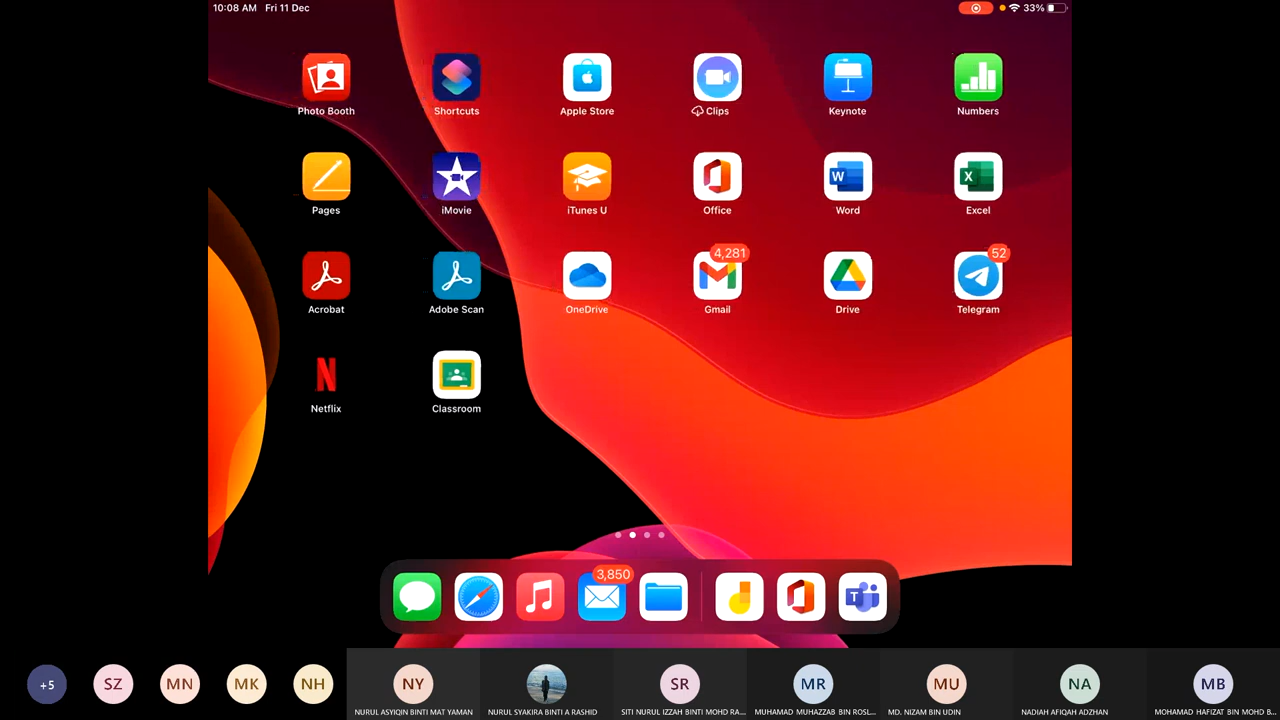 10:08 AM Fri 11 Dec
33%
Photo Booth
Shortcuts
Apple Store
Clips
Keynote
Numbers
Pages
iMovie
iTunes U
Office
W
Word
X
Excel
4,281
52
Acrobat
Adobe Scan
OneDrive
Gmail
Drive
Telegram
N
Netflix
Classroom
3,850
T
+5
SZ
MN
MK
NH
NY
SR
MR
MU
NA
MB
NURUL ASYIQIN BINTI MAT YAMAN
NURUL SYAKIRA BINTI A RASHID
SITI NURUL IZZAH BINTI MOHD RA...
MUHAMAD MUHAZZAB BIN ROSL...
MD. NIZAM BIN UDIN
NADIAH AFIQAH ADZHAN
MOHAMAD HAFIZAT BIN MOHD B...